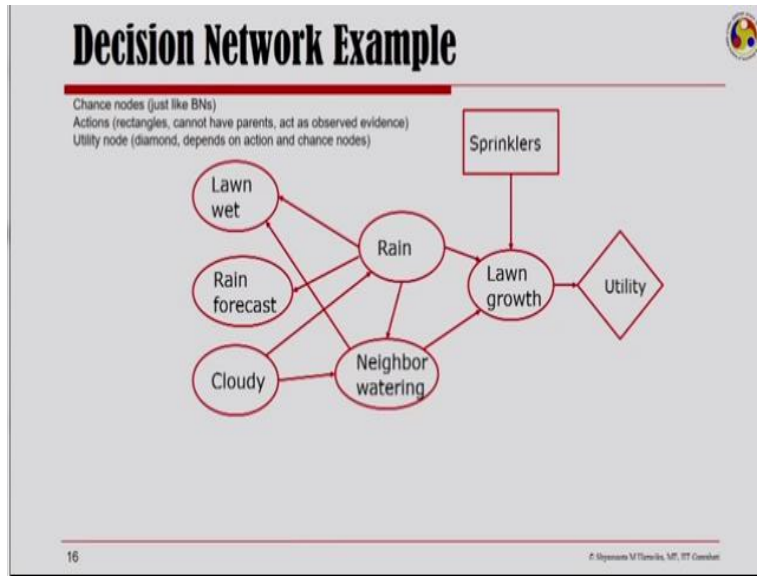 Decision Network Example
Chance nodes (just like BNs)
Actions (rectangles, cannot have parents, act as observed evidence)
Utility node (diamond, depends on action and chance nodes)
Sprinklers
Lawn
wet
Rain
Rain
forecast
Lawn
growth
Utility
Cloudy
Neighbor
watering
16